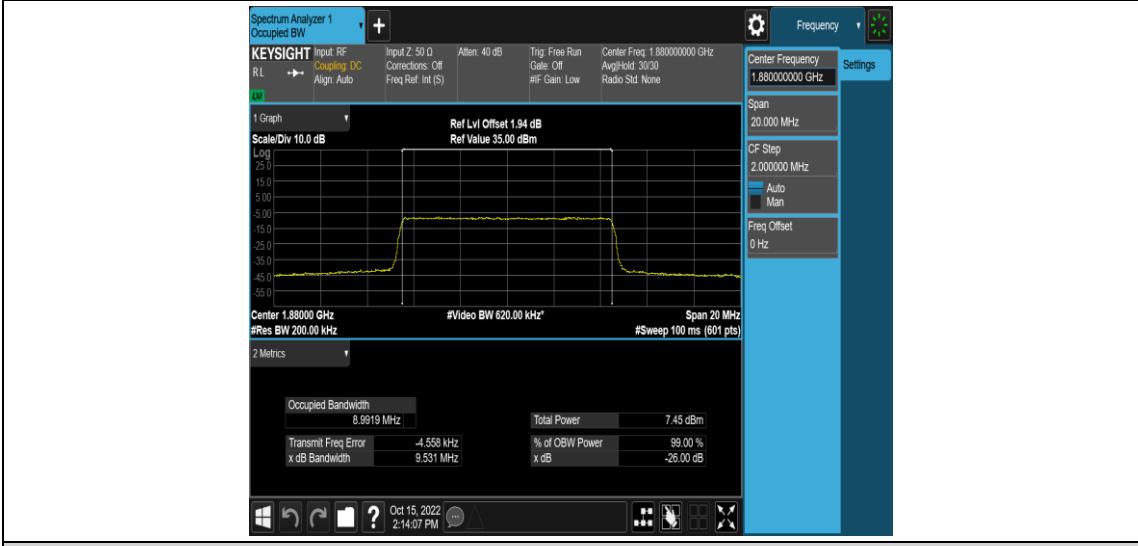 Spectrum Analyzer 1
Occupied BW
+
Frequency
KEYSIGHT
RL
Input: RF
Coupling: DC
Align: Auto
Input Z: 50 Ω
Corrections: Off
Freq Ref: Int (S)
Atten: 40 dB
Trig: Free Run
Gate: Off
#IF Gain: Low
Center Freq: 1.880000000 GHz
Avg|Hold: 30/30
Radio Std: None
Center Frequency
1.880000000 GHz
Settings
Span
20.000 MHz
CF Step
2.000000 MHz
Auto
Man
Freq Offset
0 Hz
1 Graph
Ref Lvl Offset 1.94 dB
Scale/Div 10.0 dB
Ref Value 35.00 dBm
Log
25.0
15.0
5.00
-5.00
-15.0
-25.0
-35.0
-45.0
-55.0
Center 1.88000 GHz
#Video BW 620.00 kHz*
Span 20 MHz
#Res BW 200.00 kHz
#Sweep 100 ms (601 pts)
2 Metrics
Occupied Bandwidth
8.9919 MHz
Total Power 7.45 dBm
Transmit Freq Error -4.558 kHz
% of OBW Power 99.00 %
x dB Bandwidth 9.531 MHz
x dB -26.00 dB
?
Oct 15, 2022
2:14:07 PM